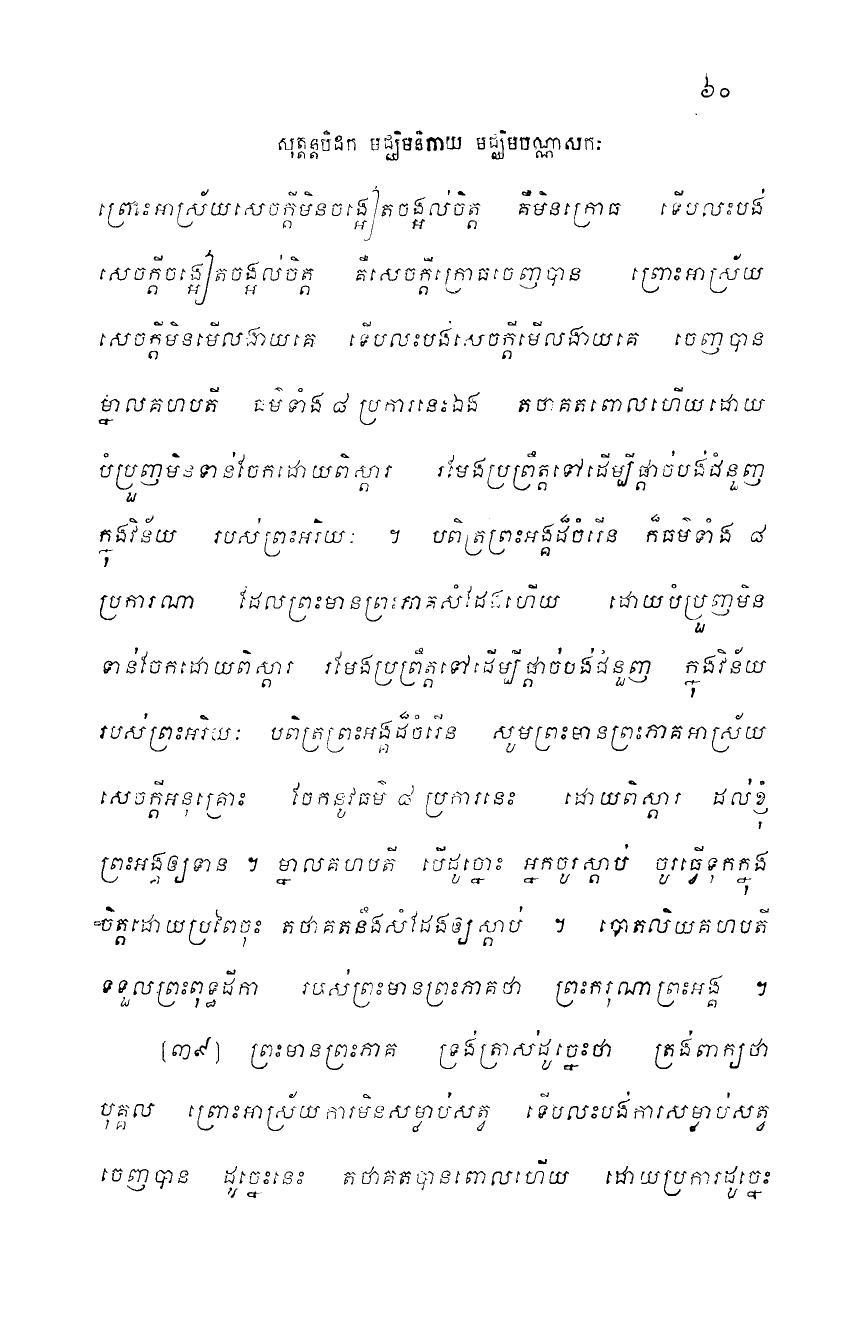 ៦០
សុត្តន្តបិដក មជ្ឈិមនិកាយ មជ្ឈិមបណ្ណាសកៈ
ព្រោះអាស្រ័យសេចក្តីមិនចង្អៀតចង្អល់ចិត្ត គឺមិនក្រោធ ទើបលះបង់
សេចក្តីចង្អៀតចង្អល់ចិត្ត គឺសេចក្តីក្រោធចេញបាន ព្រោះអាស្រ័យ
សេចក្តីមិនមើលងាយគេ ទើបលះបង់សេចក្តីមើលងាយគេ ចេញបាន
ម្នាលគហបតី ធម៌ទាំង ៨ ប្រការនេះឯង តថាគតពោលហើយដោយ
បំប្រួញមិនទាន់ចែកដោយពិស្តារ រមែងប្រព្រឹត្តទៅដើម្បីផ្តាច់បង់ជំនួញ
ក្នុងវិន័យ របស់ព្រះអរិយៈ ។ បពិត្រព្រះអង្គដ៏ចំរើន ក៏ធម៌ទាំង ៨
ប្រការណា ដែលព្រះមានព្រះភាគសំដែងហើយ ដោយបំប្រួញមិន
ទាន់ចែកដោយពិស្តារ រមែងប្រព្រឹត្តទៅដើម្បីផ្តាច់បង់ជំនួញ ក្នុងវិន័យ
របស់ព្រះអរិយៈ បពិត្រព្រះអង្គដ៏ចំរើន សូមព្រះមានព្រះភាគអាស្រ័យ
សេចក្តីអនុគ្រោះ ចែកនូវធម៌ ៨ ប្រការនេះ ដោយពិស្តារ ដល់ខ្ញុំ
ព្រះអង្គឲ្យទាន ។ ម្នាលគហបតី បើដូច្នោះ អ្នកចូរស្តាប់ ចូរធ្វើទុកក្នុង
ចិត្តដោយប្រពៃចុះ តថាគតនឹងសំដែងឲ្យស្តាប់ ។ បោតលិយគហបតី
ទទួលព្រះពុទ្ធដីកា របស់ព្រះមានព្រះភាគថា ព្រះករុណាព្រះអង្គ ។
[៣៩] ព្រះមានព្រះភាគ ទ្រង់ត្រាស់ដូច្នេះថា ត្រង់ពាក្យថា
បុគ្គល ព្រោះអាស្រ័យការមិនសម្លាប់សត្វ ទើបលះបង់ការសម្លាប់សត្វ
ចេញបាន ដូច្នេះនេះ តថាគតបានពោលហើយ ដោយប្រការដូច្នេះ